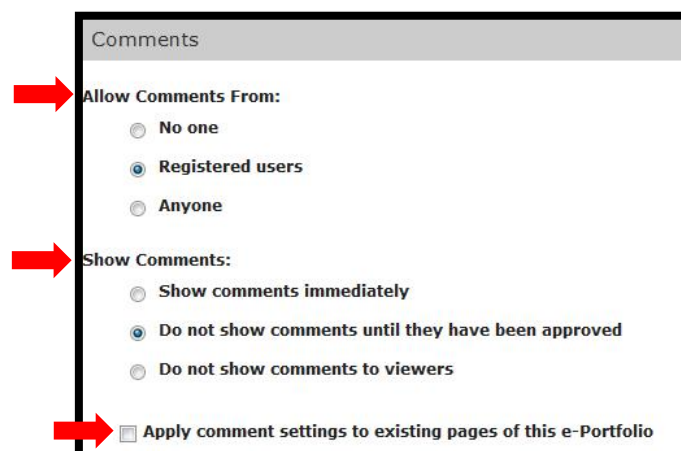 Comments
Allow Comments From:
No one
Registered users
Anyone
Show Comments:
Show comments immediately
Do not show comments until they have been approved
Do not show comments to viewers
Apply comment settings to existing pages of this e-Portfolio